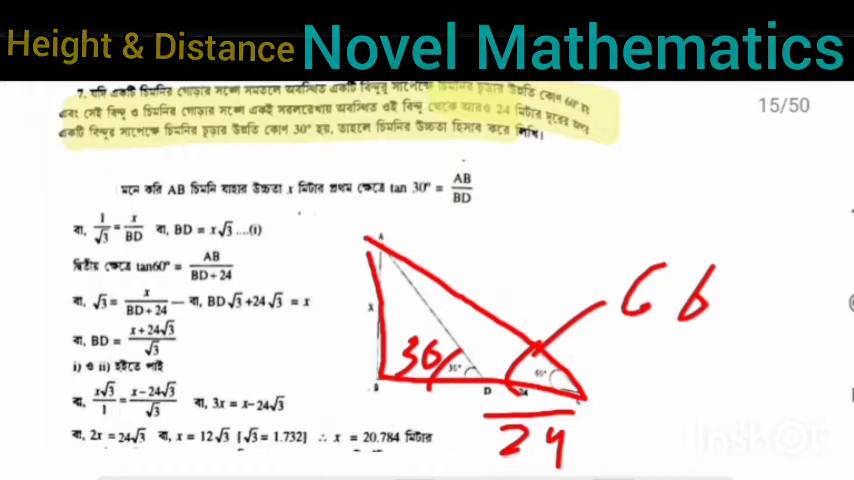 Height & Distance Novel Mathematics
15/50
7. যদি একটি চিমনির গোড়ার সঙ্গে সমতলে অবস্থিত একটি বিন্দুর সাপেক্ষে চিমনির চূড়ার উন্নতি কোণ 60° হয়
এবং সেই বিন্দু ও চিমনির গোড়ার সঙ্গে একই সরলরেখায় অবস্থিত ওই বিন্দু থেকে আরও 24 মিটার দূরের অপর
একটি বিন্দুর সাপেক্ষে চিমনির চূড়ার উন্নতি কোণ 30° হয়, তাহলে চিমনির উচ্চতা হিসাব করে লিখি।
মনে করি AB চিমনি যাহার উচ্চতা x মিটার প্রথম ক্ষেত্রে tan 30° = AB/BD
বা, 1/√3 = x/BD বা, BD = x√3 ....(i)
দ্বিতীয় ক্ষেত্রে tan60° = AB/BD+24
বা, √3 = x/BD+24 — বা, BD√3 +24√3 = x
বা, BD = x+24√3/√3
i) ও ii) হইতে পাই
বা, x√3/1 = x−24√3/√3 বা, 3x = x−24√3
বা, 2x = 24√3 বা, x = 12√3 [√3 = 1.732] ∴ x = 20.784 মিটার
A
X
B
D
24
30°
60°
30
60
24
InShOt